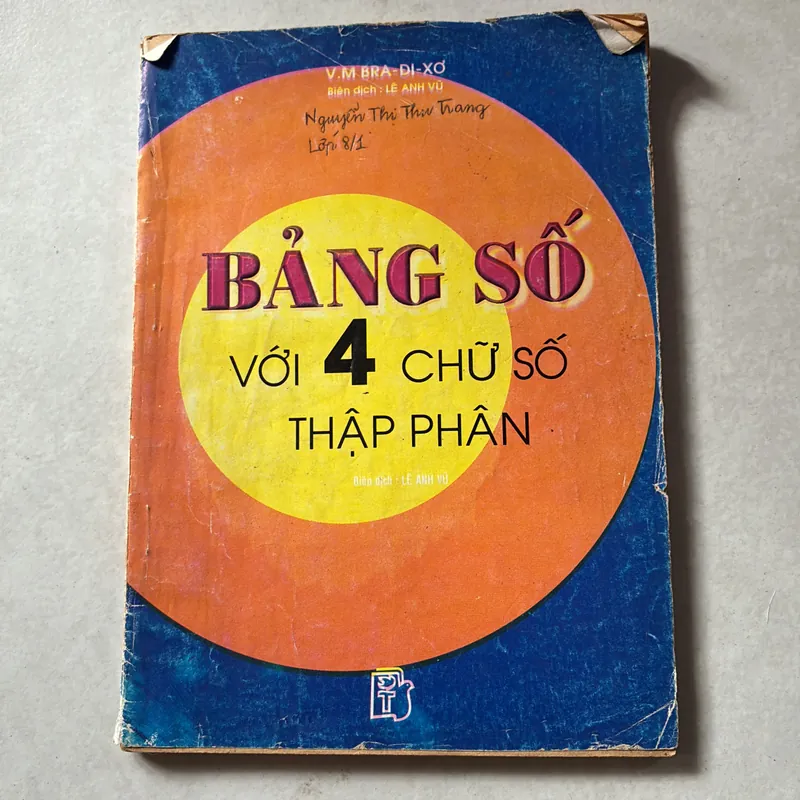 V.M BRA-ĐI-XƠ
Biên dịch : LÊ ANH VŨ
Nguyễn Thị Thu Trang
Lớp 8/1
BẢNG SỐ
VỚI 4 CHỮ SỐ
THẬP PHÂN
Biên dịch : LÊ ANH VŨ
T